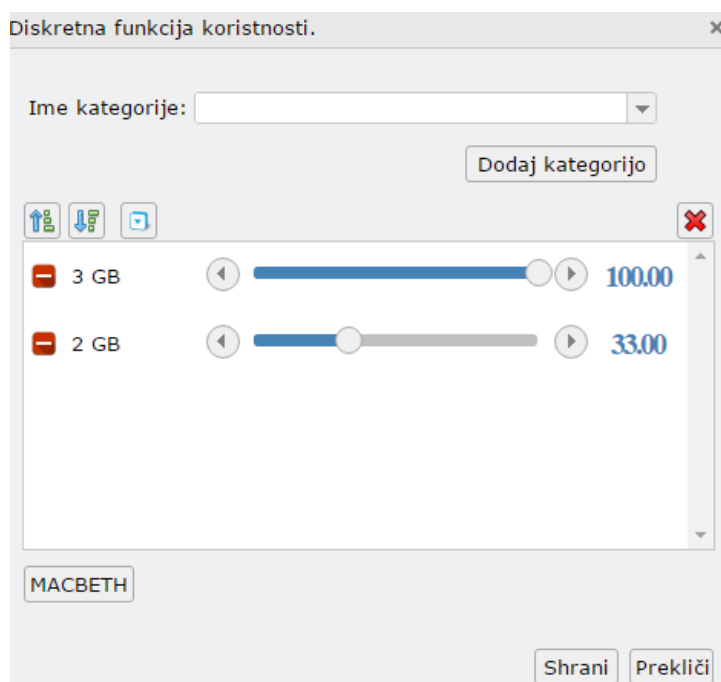 Diskretna funkcija koristnosti.
Ime kategorije:
Dodaj kategorijo
3 GB 100.00
2 GB 33.00
MACBETH
Shrani Prekliči